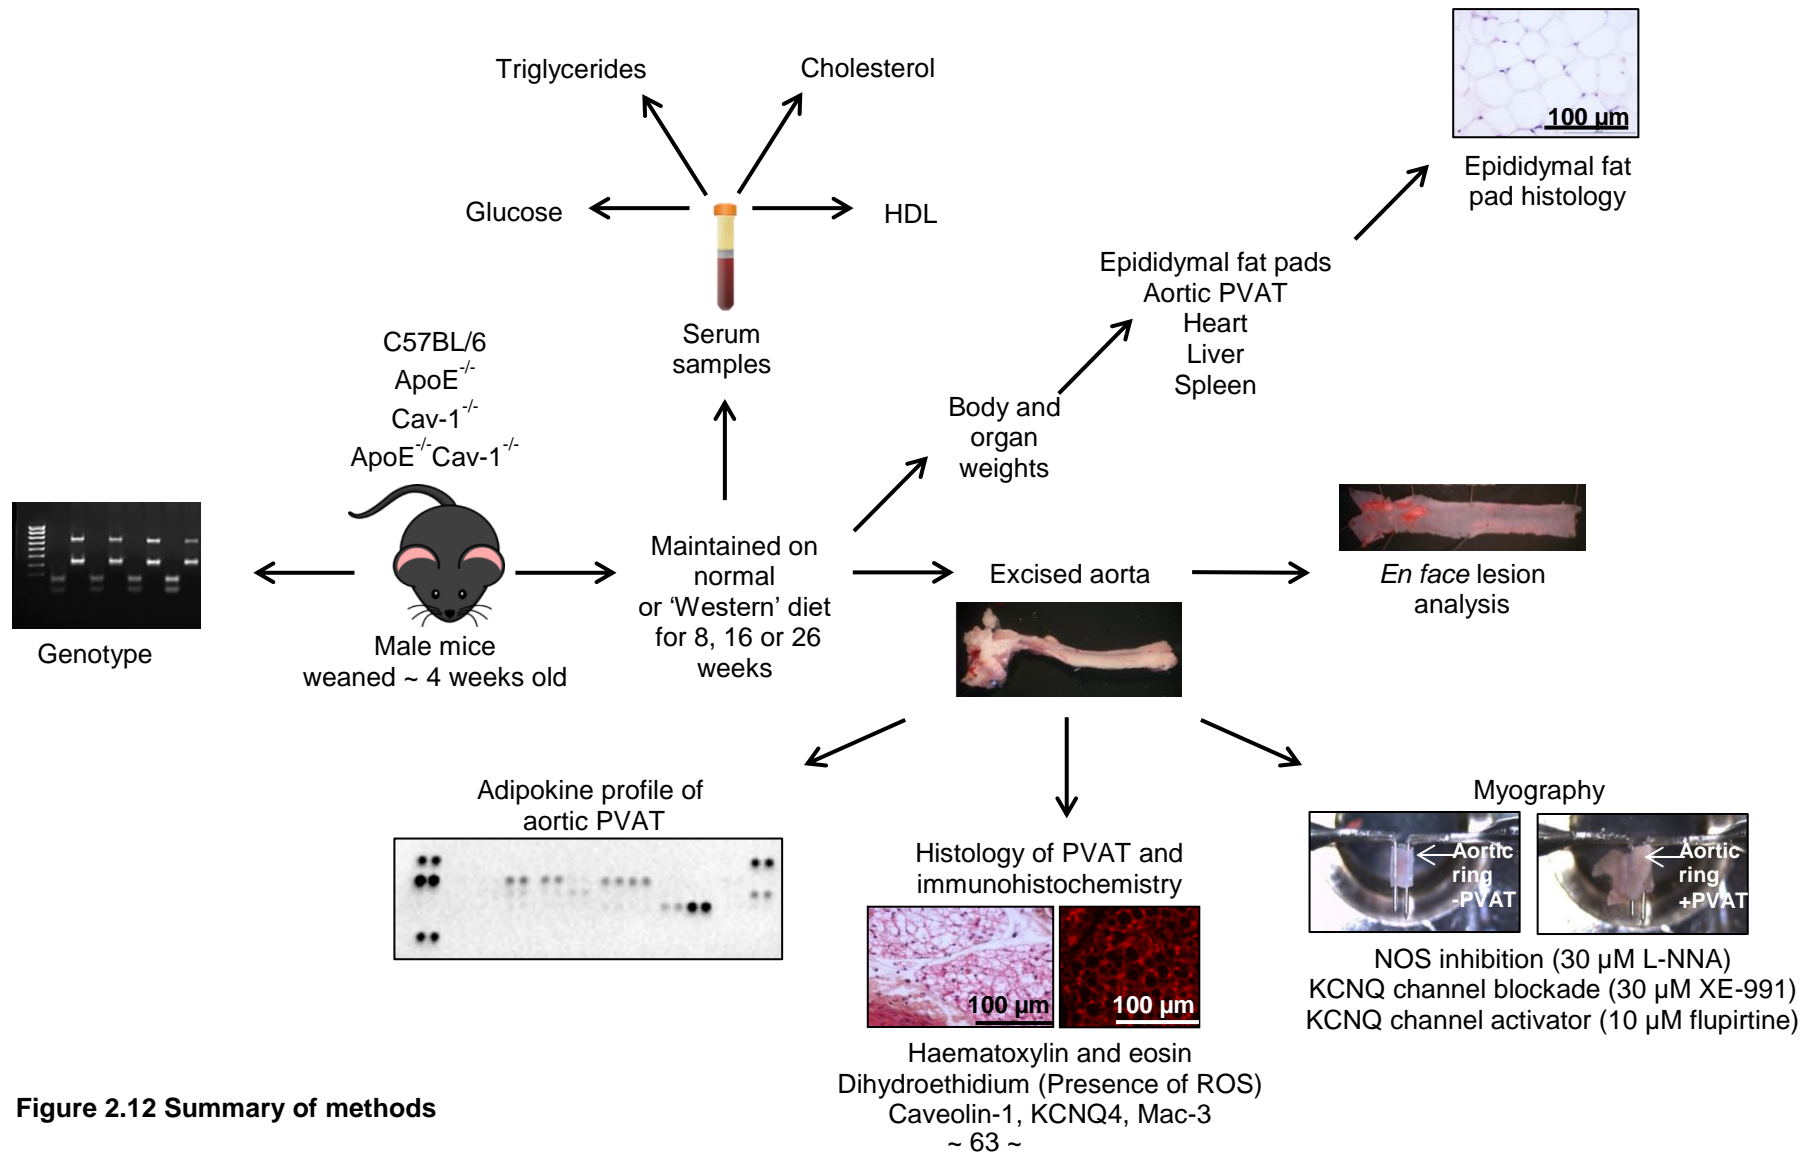 Triglycerides
Cholesterol
Glucose
HDL
Serum
samples
100 µm
Epididymal fat
pad histology
Epididymal fat pads
Aortic PVAT
Heart
Liver
Spleen
Body and
organ
weights
C57BL/6
ApoE-/-
Cav-1-/-
ApoE-/-Cav-1-/-
Genotype
Male mice
weaned ~ 4 weeks old
Maintained on
normal
or ‘Western’ diet
for 8, 16 or 26
weeks
Excised aorta
En face lesion
analysis
Adipokine profile of
aortic PVAT
Histology of PVAT and
immunohistochemistry
100 µm
100 µm
Haematoxylin and eosin
Dihydroethidium (Presence of ROS)
Caveolin-1, KCNQ4, Mac-3
Myography
Aortic
ring
-PVAT
Aortic
ring
+PVAT
NOS inhibition (30 µM L-NNA)
KCNQ channel blockade (30 µM XE-991)
KCNQ channel activator (10 µM flupirtine)
Figure 2.12 Summary of methods
~ 63 ~